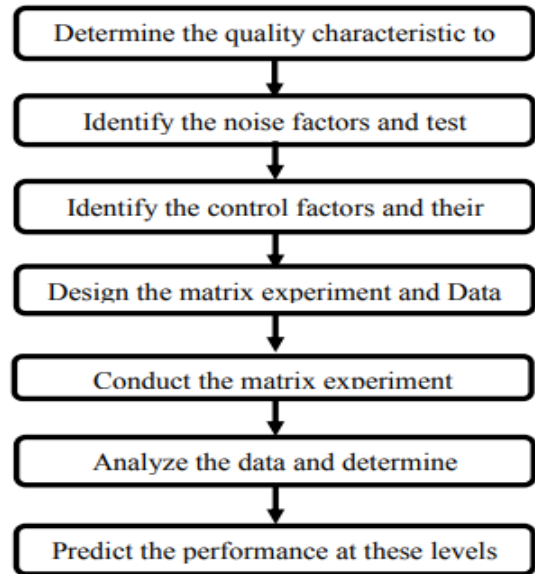 Determine the quality characteristic to
Identify the noise factors and test
Identify the control factors and their
Design the matrix experiment and Data
Conduct the matrix experiment
Analyze the data and determine
Predict the performance at these levels